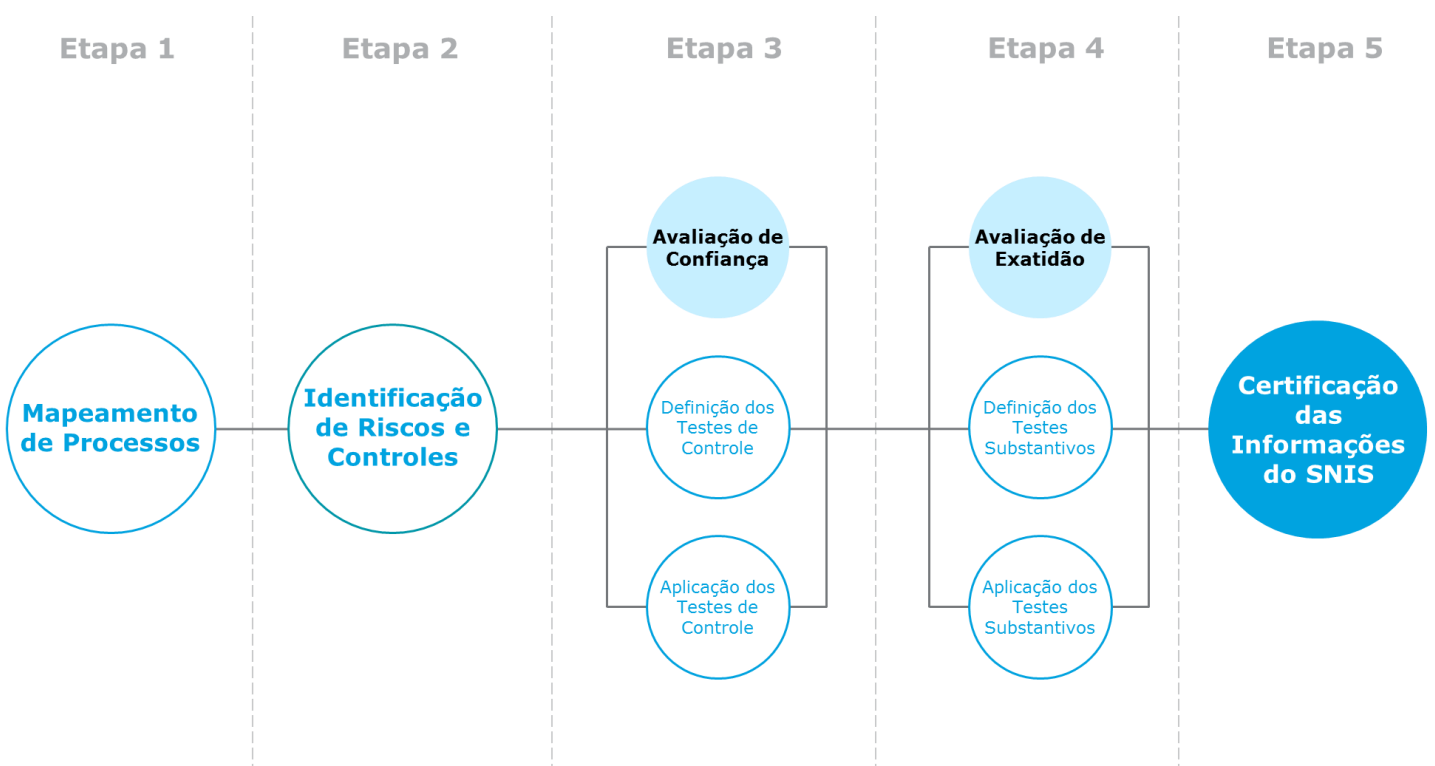 Etapa 1
Etapa 2
Etapa 3
Etapa 4
Etapa 5
Mapeamento
de Processos
Identificação
de Riscos e
Controles
Avaliação de
Confiança
Definição dos
Testes de
Controle
Aplicação dos
Testes de
Controle
Avaliação de
Exatidão
Definição dos
Testes
Substantivos
Aplicação dos
Testes
Substantivos
Certificação
das
Informações
do SNIS